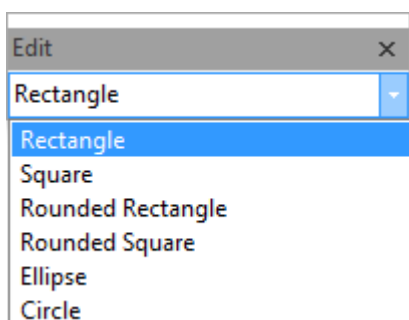 Edit
Rectangle
Rectangle
Square
Rounded Rectangle
Rounded Square
Ellipse
Circle